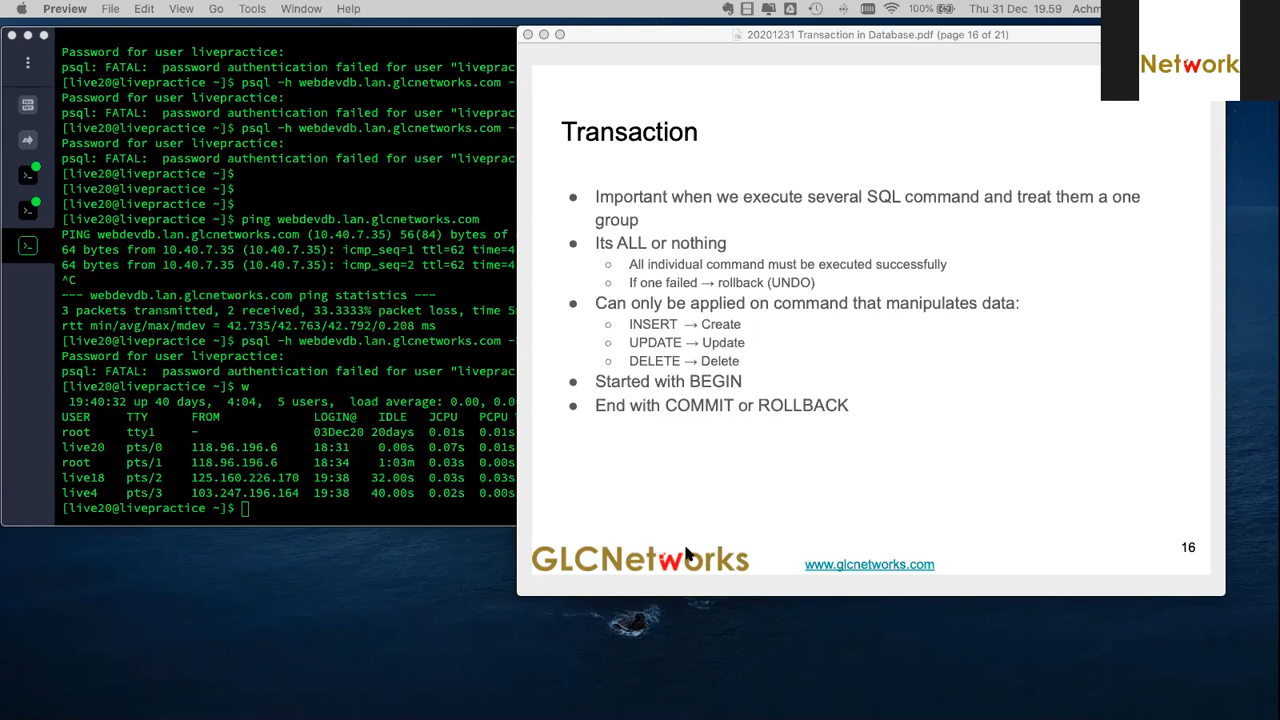 Preview File Edit View Go Tools Window Help 100% Thu 31 Dec 19.59 Achm
Password for user livepractice:
psql: FATAL: password authentication failed for user "liveprac
[live20@livepractice ~]$ psql -h webdevdb.lan.glcnetworks.com -
Password for user livepractice:
psql: FATAL: password authentication failed for user "liveprac
[live20@livepractice ~]$ psql -h webdevdb.lan.glcnetworks.com -
Password for user livepractice:
psql: FATAL: password authentication failed for user "liveprac
[live20@livepractice ~]$
[live20@livepractice ~]$
[live20@livepractice ~]$
[live20@livepractice ~]$ ping webdevdb.lan.glcnetworks.com
PING webdevdb.lan.glcnetworks.com (10.40.7.35) 56(84) bytes of
64 bytes from 10.40.7.35: icmp_seq=1 ttl=62 time=4
64 bytes from 10.40.7.35: icmp_seq=2 ttl=62 time=4
^C
--- webdevdb.lan.glcnetworks.com ping statistics ---
3 packets transmitted, 2 received, 33.3333% packet loss, time 5
rtt min/avg/max/mdev = 42.735/42.763/42.792/0.208 ms
[live20@livepractice ~]$ psql -h webdevdb.lan.glcnetworks.com -
Password for user livepractice:
psql: FATAL: password authentication failed for user "liveprac
[live20@livepractice ~]$ w
19:40:32 up 40 days, 4:04, 5 users, load average: 0.00, 0.0
USER TTY FROM LOGIN@ IDLE JCPU PCPU
root tty1 - 03Dec20 20days 0.01s 0.01s
live20 pts/0 118.96.196.6 18:31 0.00s 0.07s 0.01s
root pts/1 118.96.196.6 18:34 1:03m 0.03s 0.00s
live18 pts/2 125.160.226.170 19:38 32.00s 0.03s 0.03s
live4 pts/3 103.247.196.164 19:38 40.00s 0.02s 0.00s
[live20@livepractice ~]$
20201231 Transaction in Database.pdf (page 16 of 21)
Network
Transaction
● Important when we execute several SQL command and treat them a one
group
● Its ALL or nothing
○ All individual command must be executed successfully
○ If one failed → rollback (UNDO)
● Can only be applied on command that manipulates data:
○ INSERT → Create
○ UPDATE → Update
○ DELETE → Delete
● Started with BEGIN
● End with COMMIT or ROLLBACK
16
GLCNetworks
www.glcnetworks.com